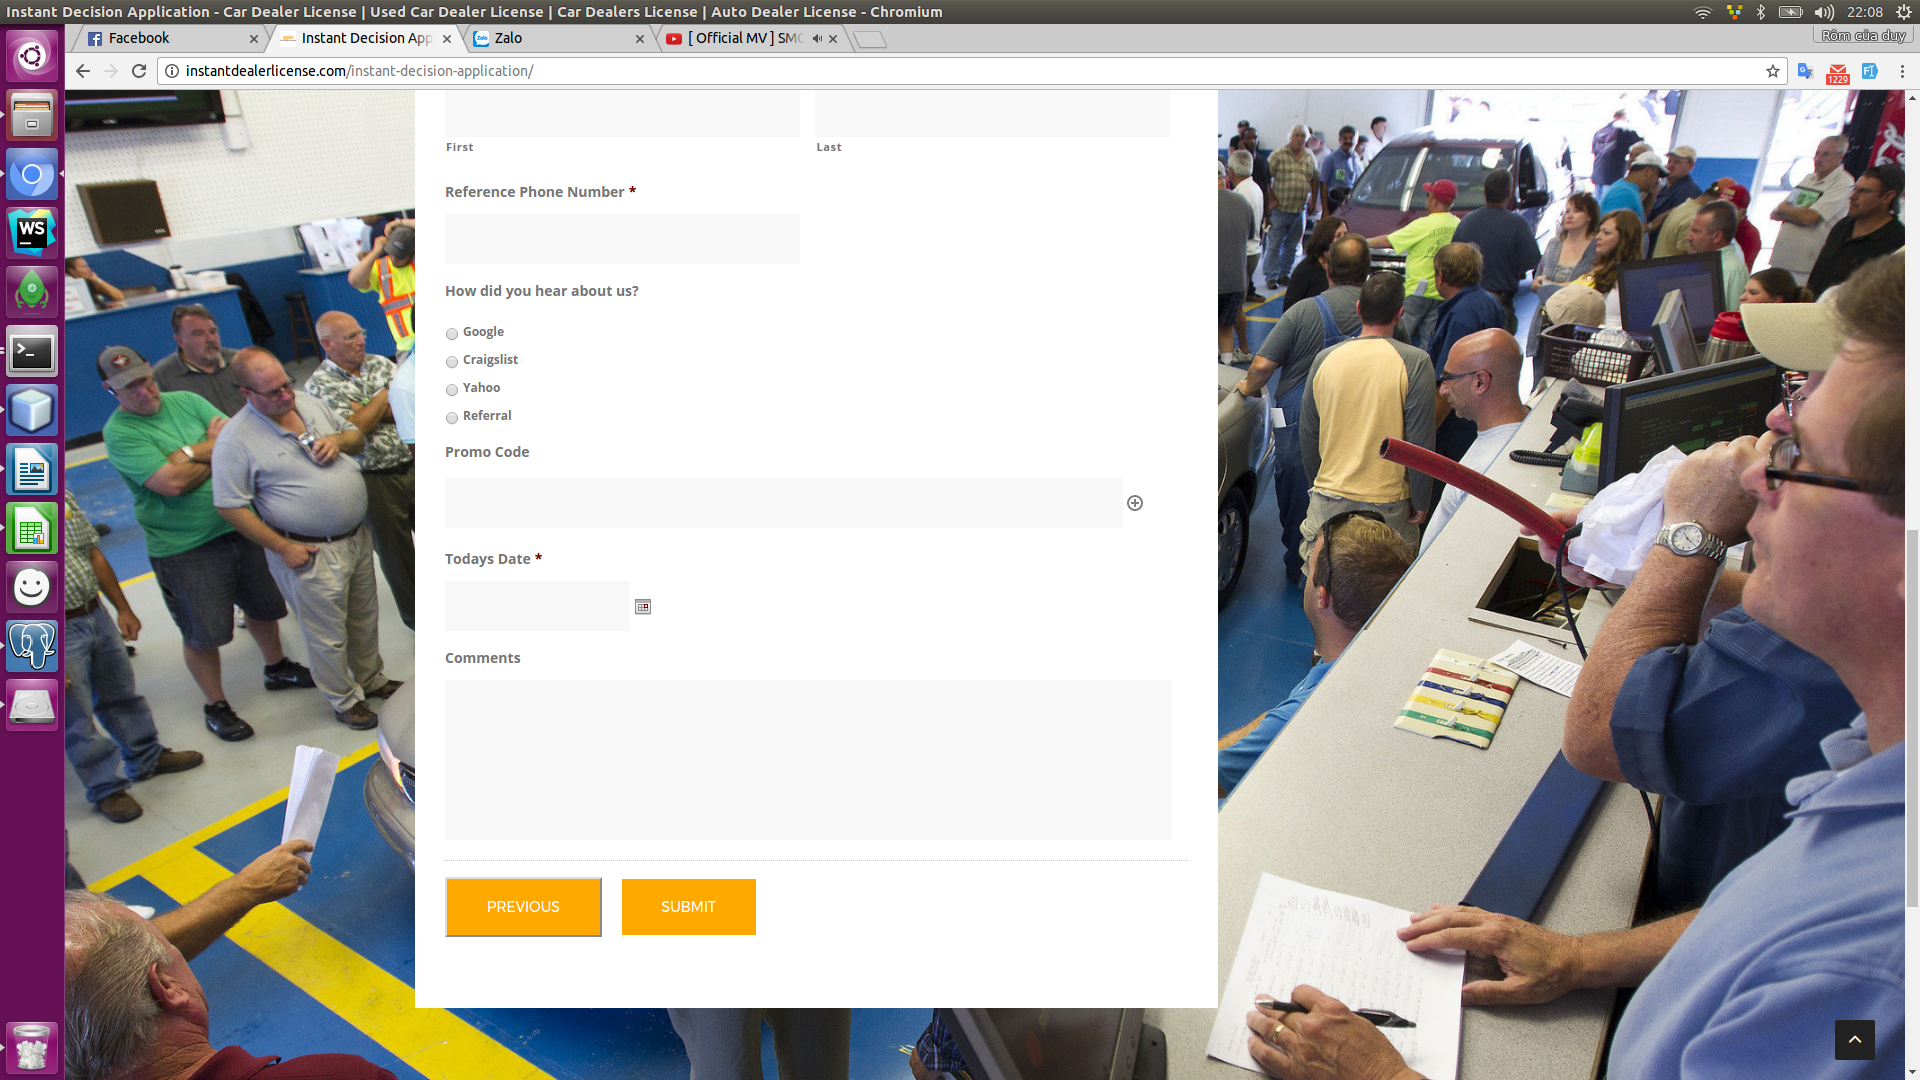 Instant Decision Application - Car Dealer License | Used Car Dealer License | Car Dealers License | Auto Dealer License - Chromium
22:08
Facebook
Instant Decision App
Zalo
[ Official MV ] SMO
Rôm của duy
instantdealerlicense.com/instant-decision-application/
1229
WS
First
Last
Reference Phone Number *
How did you hear about us?
Google
Craigslist
Yahoo
Referral
Promo Code
Todays Date *
Comments
PREVIOUS
SUBMIT